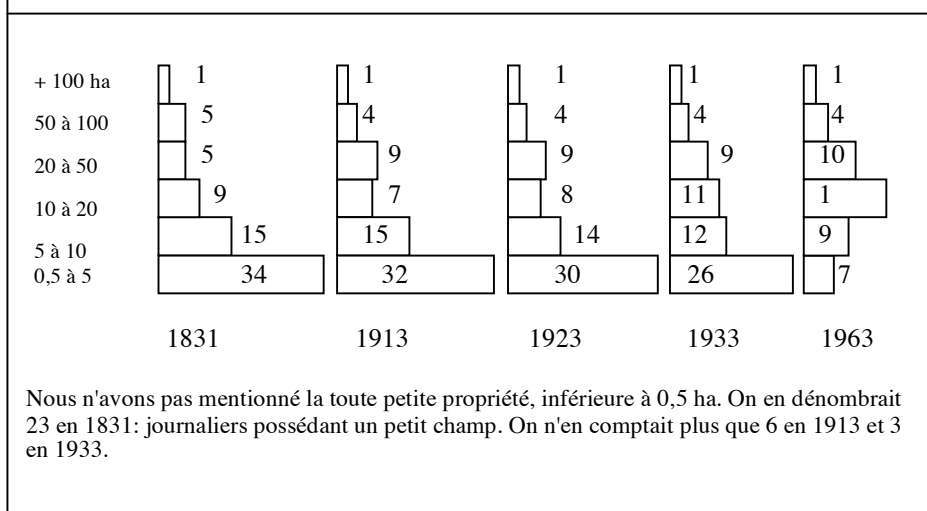 + 100 ha 1 1 1 1 1
50 à 100 5 4 4 4 4
20 à 50 5 9 9 9 10
10 à 20 9 7 8 11 1
5 à 10 15 15 14 12 9
0,5 à 5 34 32 30 26 7
1831 1913 1923 1933 1963
Nous n'avons pas mentionné la toute petite propriété, inférieure à 0,5 ha. On en dénombrait
23 en 1831: journaliers possédant un petit champ. On n'en comptait plus que 6 en 1913 et 3
en 1933.